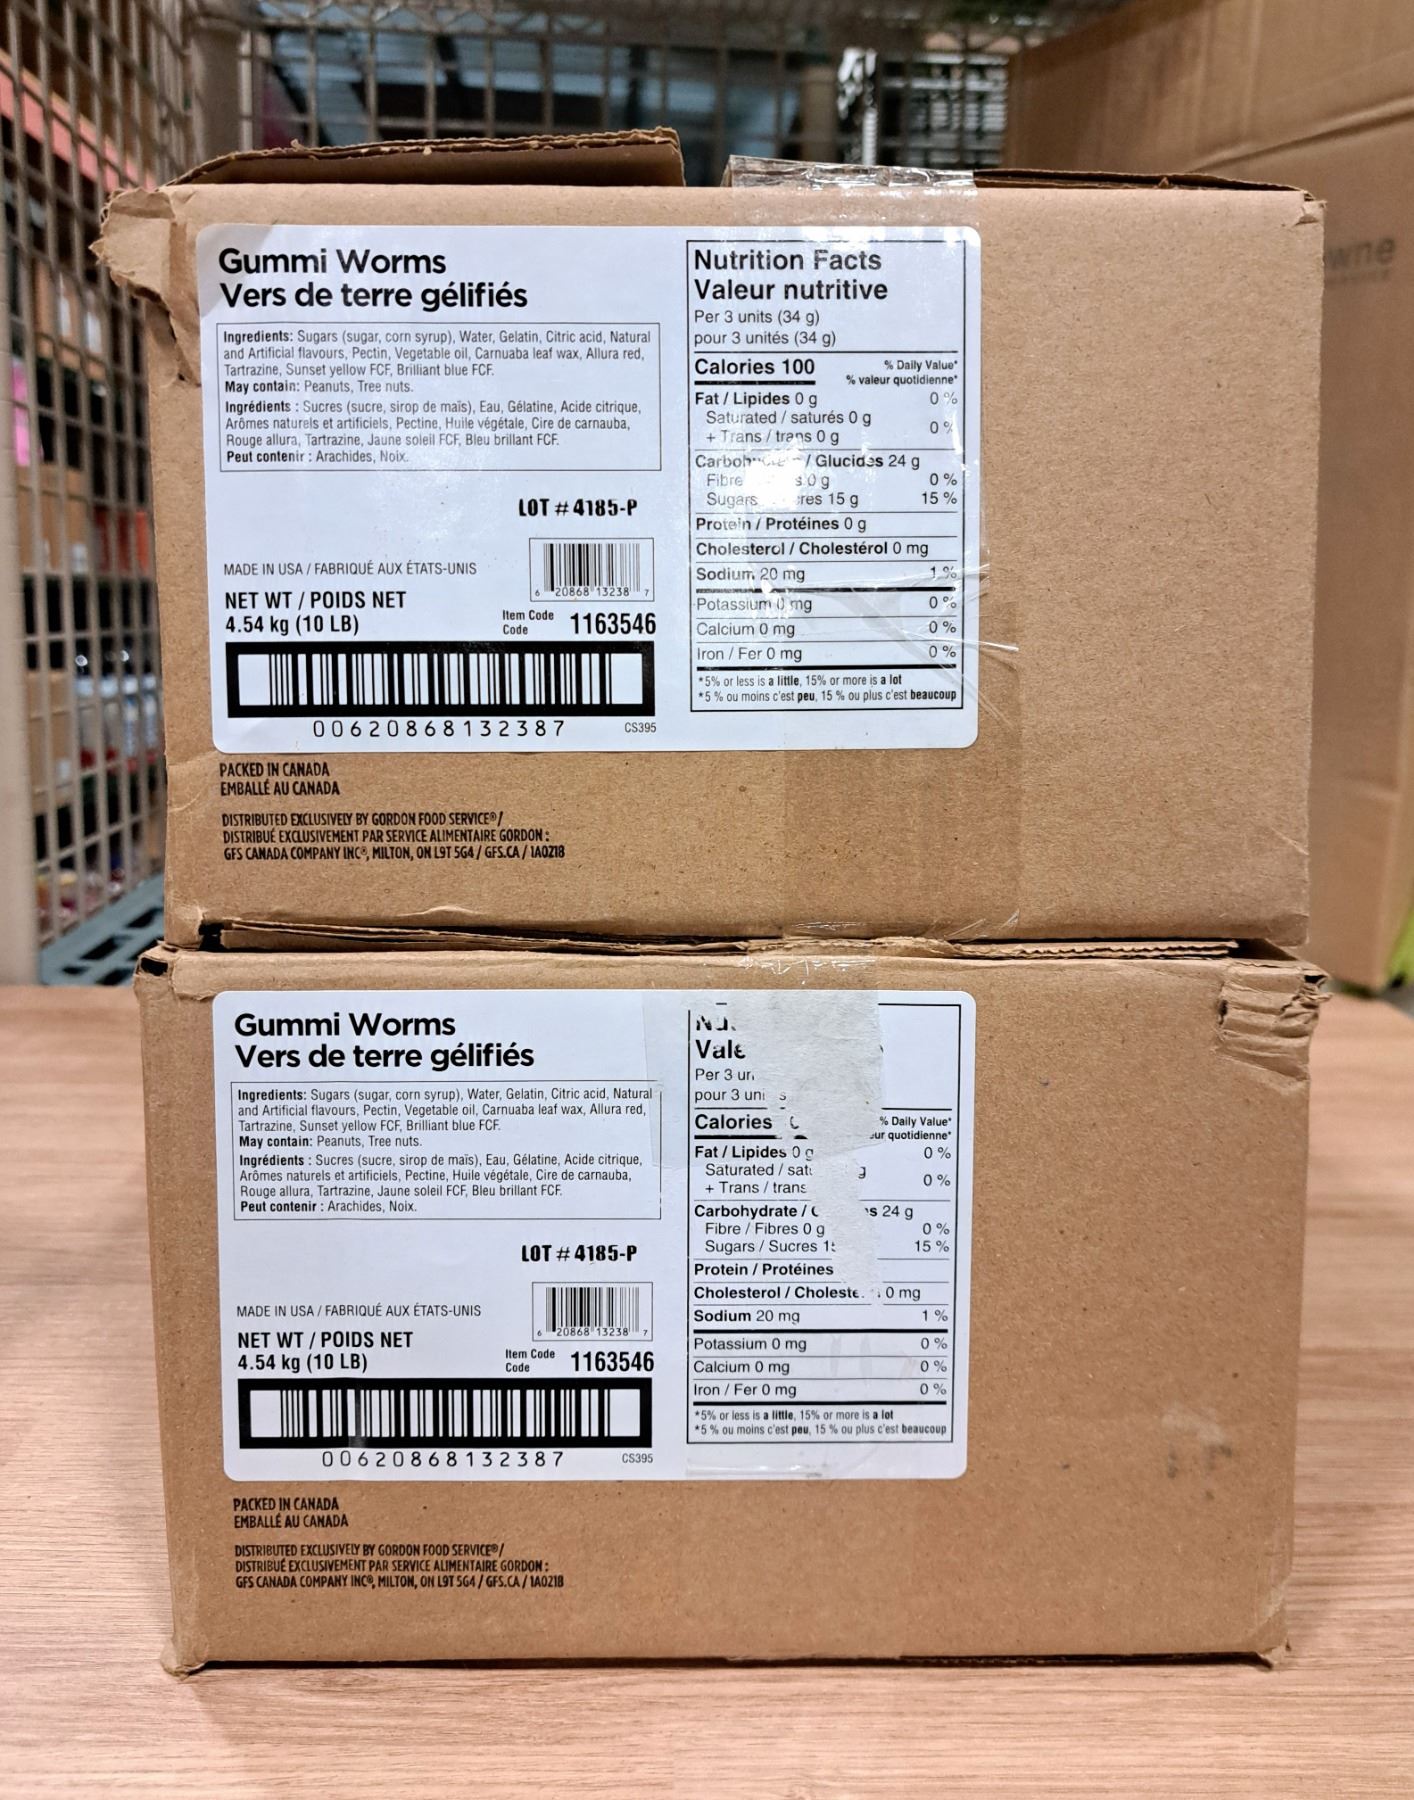 Gummi Worms
Vers de terre gélifiés
Ingredients: Sugars (sugar, corn syrup), Water, Gelatin, Citric acid, Natural
and Artificial flavours, Pectin, Vegetable oil, Carnuaba leaf wax, Allura red,
Tartrazine, Sunset yellow FCF, Brilliant blue FCF.
May contain: Peanuts, Tree nuts.
Ingrédients : Sucres (sucre, sirop de maïs), Eau, Gélatine, Acide citrique,
Arômes naturels et artificiels, Pectine, Huile végétale, Cire de carnauba,
Rouge allura, Tartrazine, Jaune soleil FCF, Bleu brillant FCF.
Peut contenir : Arachides, Noix.
LOT # 4185-P
MADE IN USA / FABRIQUÉ AUX ÉTATS-UNIS
6 20868 13238 7
NET WT / POIDS NET
4.54 kg (10 LB)
Item Code
Code
1163546
00620868132387
CS395
Nutrition Facts
Valeur nutritive
Per 3 units (34 g)
pour 3 unités (34 g)
Calories 100
% Daily Value*
% valeur quotidienne*
Fat / Lipides 0 g 0 %
Saturated / saturés 0 g
+ Trans / trans 0 g 0 %
/ Glucides 24 g
0 g 0 %
Sugars 15 g 15 %
Protein / Protéines 0 g
Cholesterol / Cholestérol 0 mg
Sodium 20 mg 1 %
Potassium 0 mg 0 %
Calcium 0 mg 0 %
Iron / Fer 0 mg 0 %
*5% or less is a little, 15% or more is a lot
*5 % ou moins c'est peu, 15 % ou plus c'est beaucoup
PACKED IN CANADA
EMBALLÉ AU CANADA
DISTRIBUTED EXCLUSIVELY BY GORDON FOOD SERVICE®/
DISTRIBUÉ EXCLUSIVEMENT PAR SERVICE ALIMENTAIRE GORDON :
GFS CANADA COMPANY INC®, MILTON, ON L9T 5G4 / GFS.CA / 1A0Z18
Gummi Worms
Vers de terre gélifiés
Ingredients: Sugars (sugar, corn syrup), Water, Gelatin, Citric acid, Natural
and Artificial flavours, Pectin, Vegetable oil, Carnuaba leaf wax, Allura red,
Tartrazine, Sunset yellow FCF, Brilliant blue FCF.
May contain: Peanuts, Tree nuts.
Ingrédients : Sucres (sucre, sirop de maïs), Eau, Gélatine, Acide citrique,
Arômes naturels et artificiels, Pectine, Huile végétale, Cire de carnauba,
Rouge allura, Tartrazine, Jaune soleil FCF, Bleu brillant FCF.
Peut contenir : Arachides, Noix.
LOT # 4185-P
MADE IN USA / FABRIQUÉ AUX ÉTATS-UNIS
6 20868 13238 7
NET WT / POIDS NET
4.54 kg (10 LB)
Item Code
Code
1163546
00620868132387
CS395
Per 3
pour 3
Calories
% Daily Value*
quotidienne*
Fat / Lipides 0 g 0 %
Saturated /
+ Trans / trans 0 %
Carbohydrate / 24 g
Fibre / Fibres 0 g 0 %
Sugars / Sucres 15 %
Protein / Protéines
Cholesterol / 0 mg
Sodium 20 mg 1 %
Potassium 0 mg 0 %
Calcium 0 mg 0 %
Iron / Fer 0 mg 0 %
*5% or less is a little, 15% or more is a lot
*5 % ou moins c'est peu, 15 % ou plus c'est beaucoup
PACKED IN CANADA
EMBALLÉ AU CANADA
DISTRIBUTED EXCLUSIVELY BY GORDON FOOD SERVICE®/
DISTRIBUÉ EXCLUSIVEMENT PAR SERVICE ALIMENTAIRE GORDON :
GFS CANADA COMPANY INC®, MILTON, ON L9T 5G4 / GFS.CA / 1A0Z18